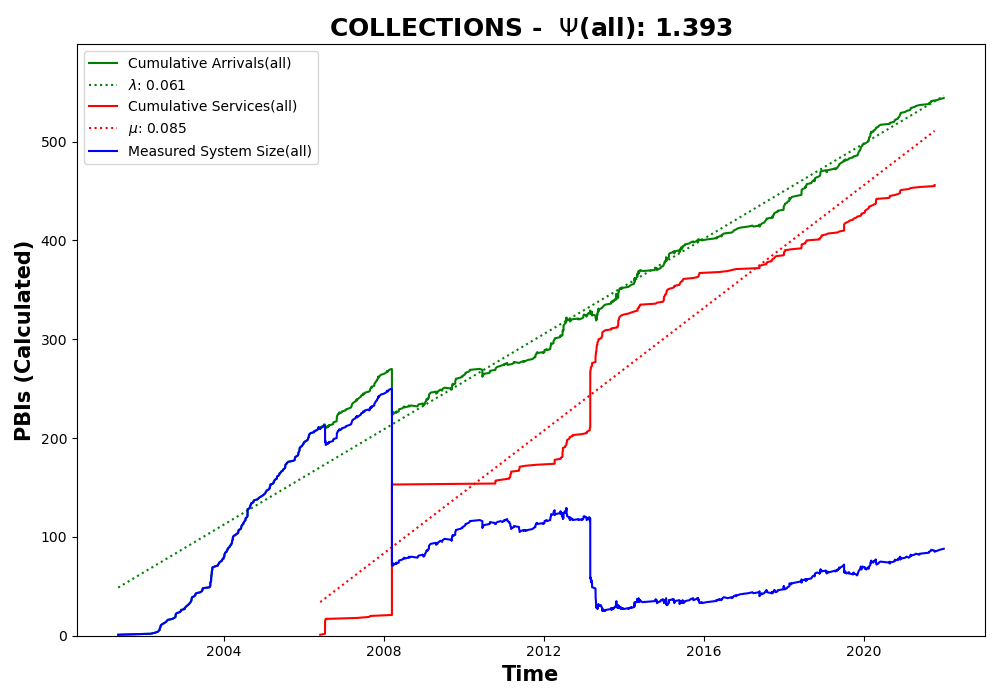 COLLECTIONS - Ψ(all): 1.393
Cumulative Arrivals(all)
λ: 0.061
Cumulative Services(all)
μ: 0.085
Measured System Size(all)
PBIs (Calculated)
500
400
300
200
100
0
2004 2008 2012 2016 2020
Time